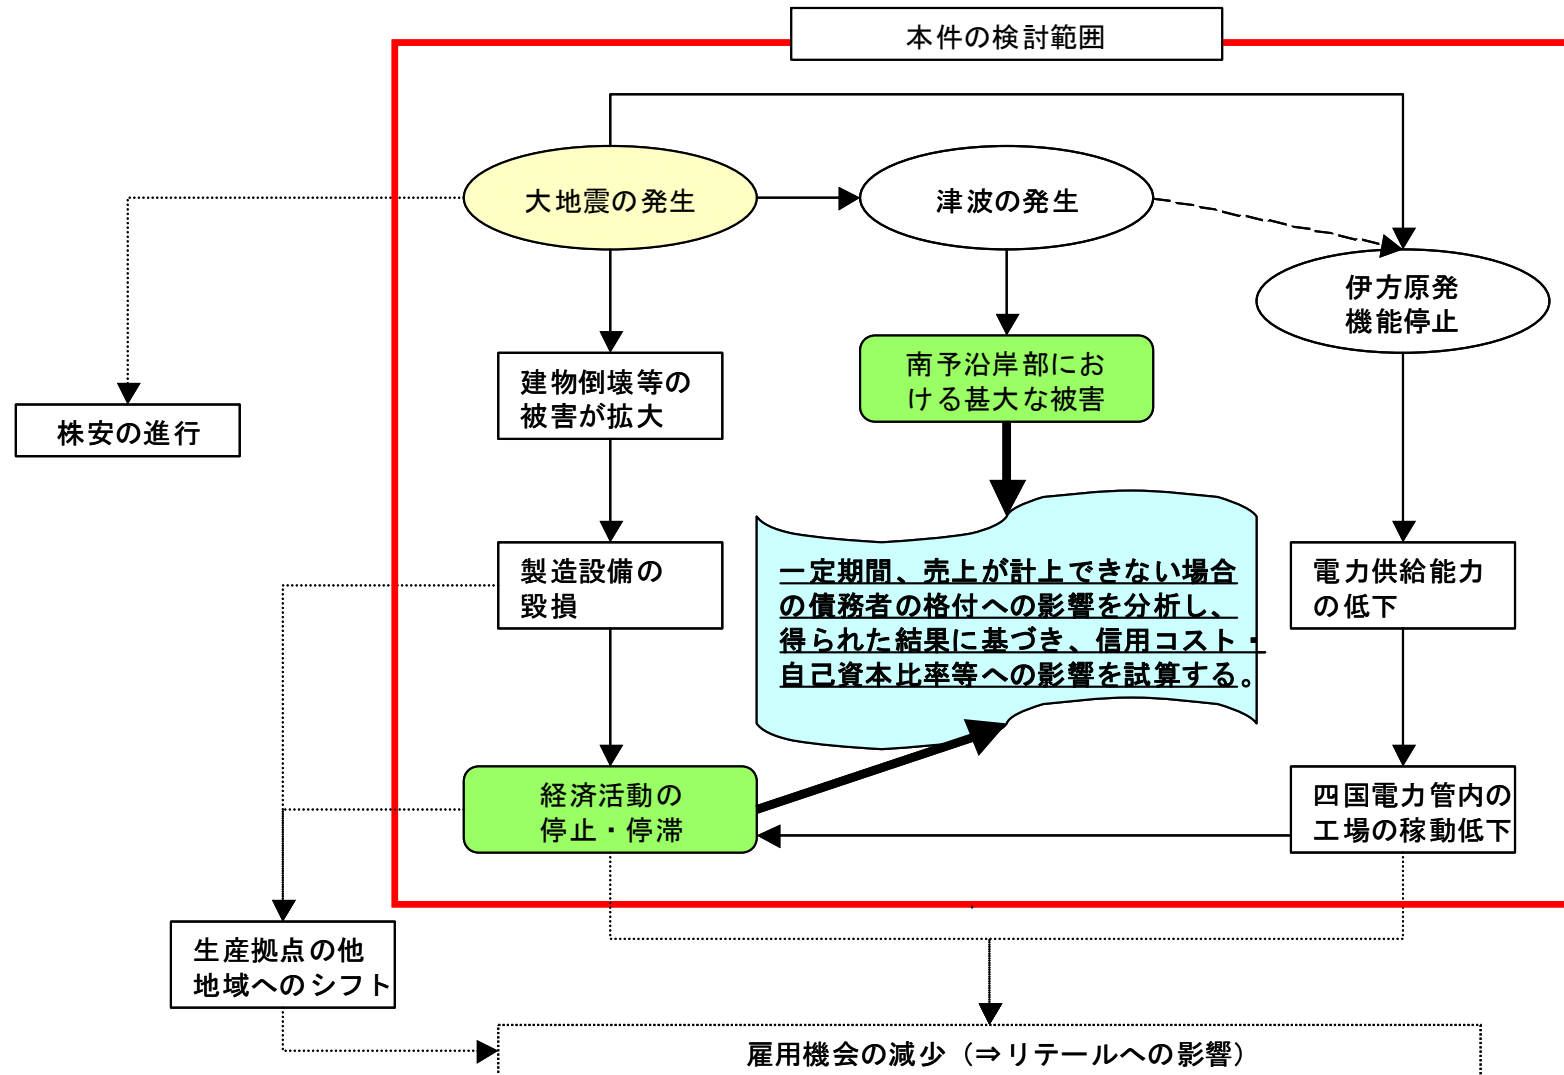 本件の検討範囲
大地震の発生
津波の発生
伊方原発
機能停止
建物倒壊等の
被害が拡大
南予沿岸部にお
ける甚大な被害
株安の進行
製造設備の
毀損
一定期間、売上が計上できない場合
の債務者の格付への影響を分析し、
得られた結果に基づき、信用コスト・
自己資本比率等への影響を試算する。
電力供給能力
の低下
経済活動の
停止・停滞
四国電力管内の
工場の稼動低下
生産拠点の他
地域へのシフト
雇用機会の減少（⇒リテールへの影響）